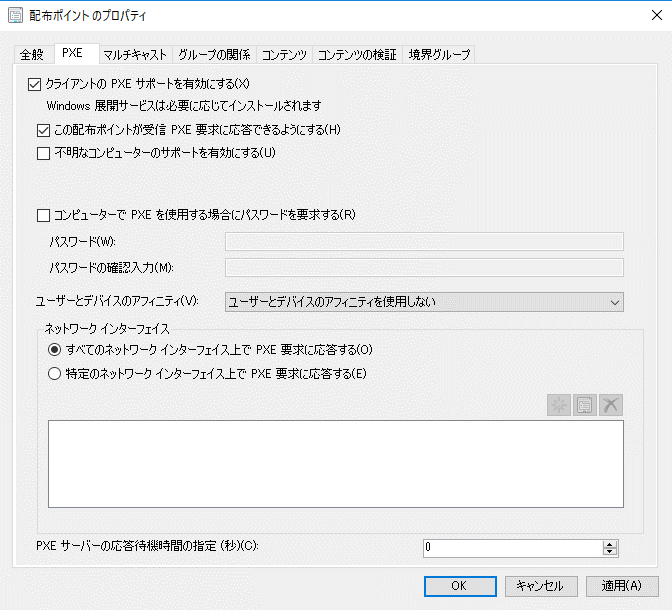 配布ポイントのプロパティ
全般 PXE マルチキャスト グループの関係 コンテンツ コンテンツの検証 境界グループ
クライアントの PXE サポートを有効にする(X)
Windows 展開サービスは必要に応じてインストールされます
この配布ポイントが受信 PXE 要求に応答できるようにする(H)
不明なコンピューターのサポートを有効にする(U)
コンピューターで PXE を使用する場合にパスワードを要求する(R)
パスワード(W):
パスワードの確認入力(M):
ユーザーとデバイスのアフィニティ(V): ユーザーとデバイスのアフィニティを使用しない
ネットワーク インターフェイス
すべてのネットワーク インターフェイス上で PXE 要求に応答する(O)
特定のネットワーク インターフェイス上で PXE 要求に応答する(E)
PXE サーバーの応答待機時間の指定 (秒)(C): 0
OK キャンセル 適用(A)